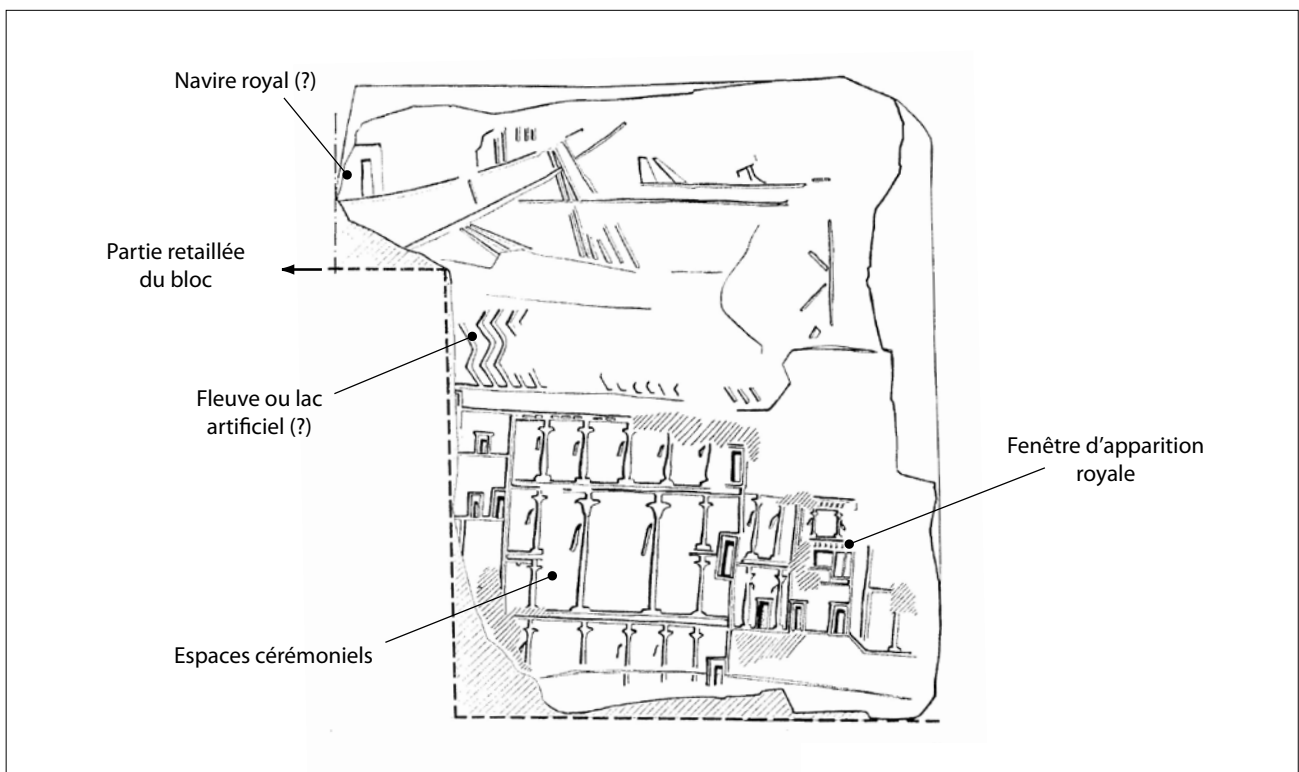 Navire royal (?)
Partie retaillée
du bloc
Fleuve ou lac
artificiel (?)
Fenêtre d'apparition
royale
Espaces cérémoniels